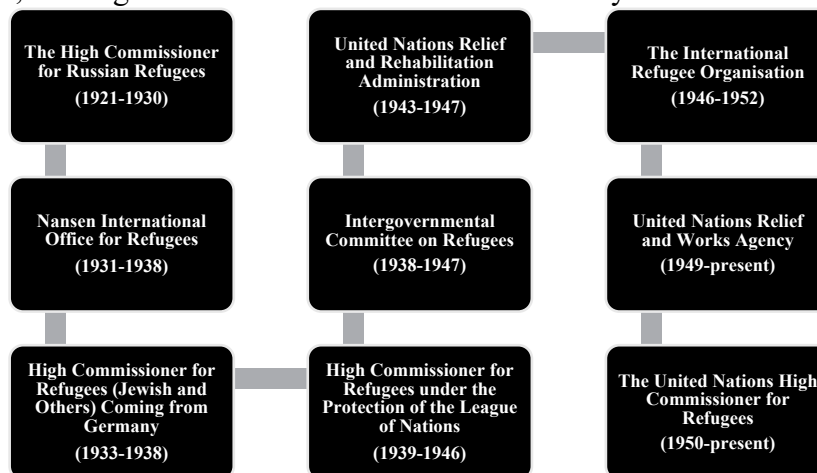 The High Commissioner
for Russian Refugees
(1921-1930)
Nansen International
Office for Refugees
(1931-1938)
High Commissioner for
Refugees (Jewish and
Others) Coming from
Germany
(1933-1938)
High Commissioner for
Refugees under the
Protection of the League
of Nations
(1939-1946)
Intergovernmental
Committee on Refugees
(1938-1947)
United Nations Relief
and Rehabilitation
Administration
(1943-1947)
The International
Refugee Organisation
(1946-1952)
United Nations Relief
and Works Agency
(1949-present)
The United Nations High
Commissioner for
Refugees
(1950-present)